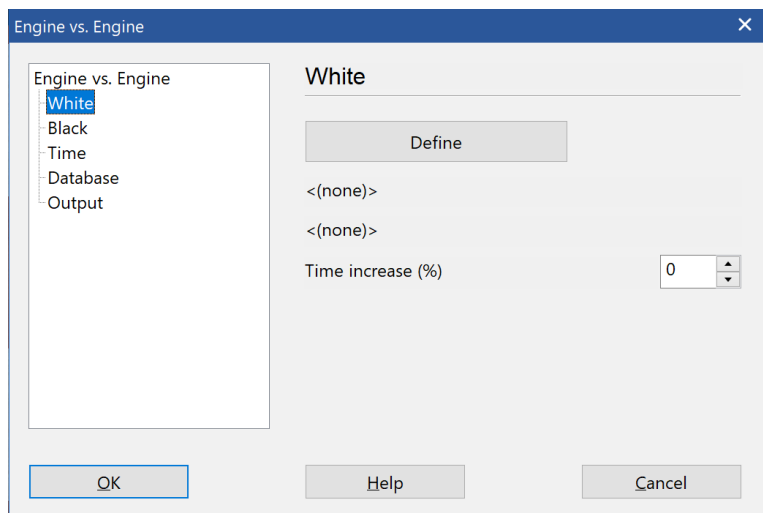 Engine vs. Engine
Engine vs. Engine
White
Black
Time
Database
Output
White
Define
<(none)>
<(none)>
Time increase (%)
0
OK
Help
Cancel